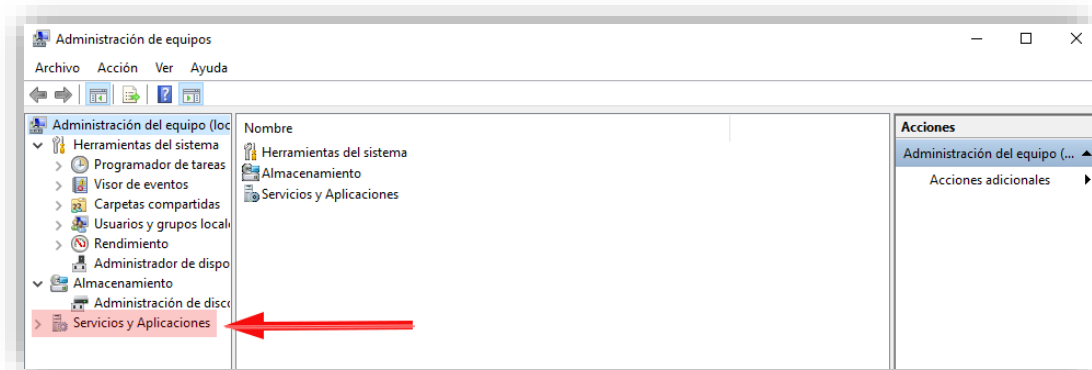 Administración de equipos
Archivo Acción Ver Ayuda
Administración del equipo (loc
Herramientas del sistema
Programador de tareas
Visor de eventos
Carpetas compartidas
Usuarios y grupos local
Rendimiento
Administrador de dispo
Almacenamiento
Administración de disc
Servicios y Aplicaciones
Nombre
Herramientas del sistema
Almacenamiento
Servicios y Aplicaciones
Acciones
Administración del equipo (...
Acciones adicionales